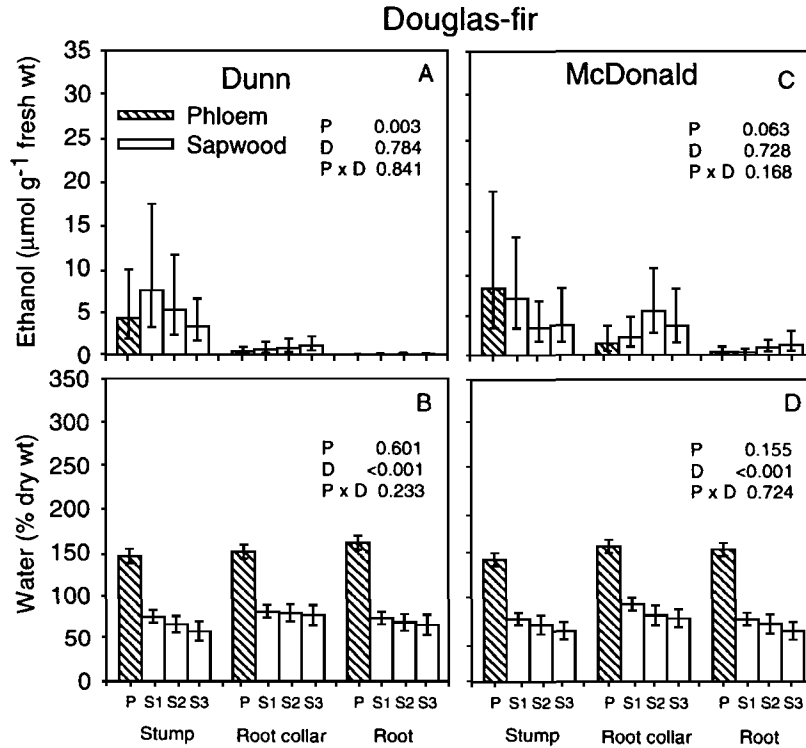 Douglas-fir
Dunn
A
Phloem
Sapwood
P 0.003
D 0.784
P x D 0.841
Ethanol (µmol g-1 fresh wt)
35
30
25
20
15
10
5
0
McDonald
C
P 0.063
D 0.728
P x D 0.168
B
P 0.601
D <0.001
P x D 0.233
Water (% dry wt)
350
300
250
200
150
100
50
0
D
P 0.155
D <0.001
P x D 0.724
P S1 S2 S3 P S1 S2 S3 P S1 S2 S3
Stump Root collar Root
P S1 S2 S3 P S1 S2 S3 P S1 S2 S3
Stump Root collar Root